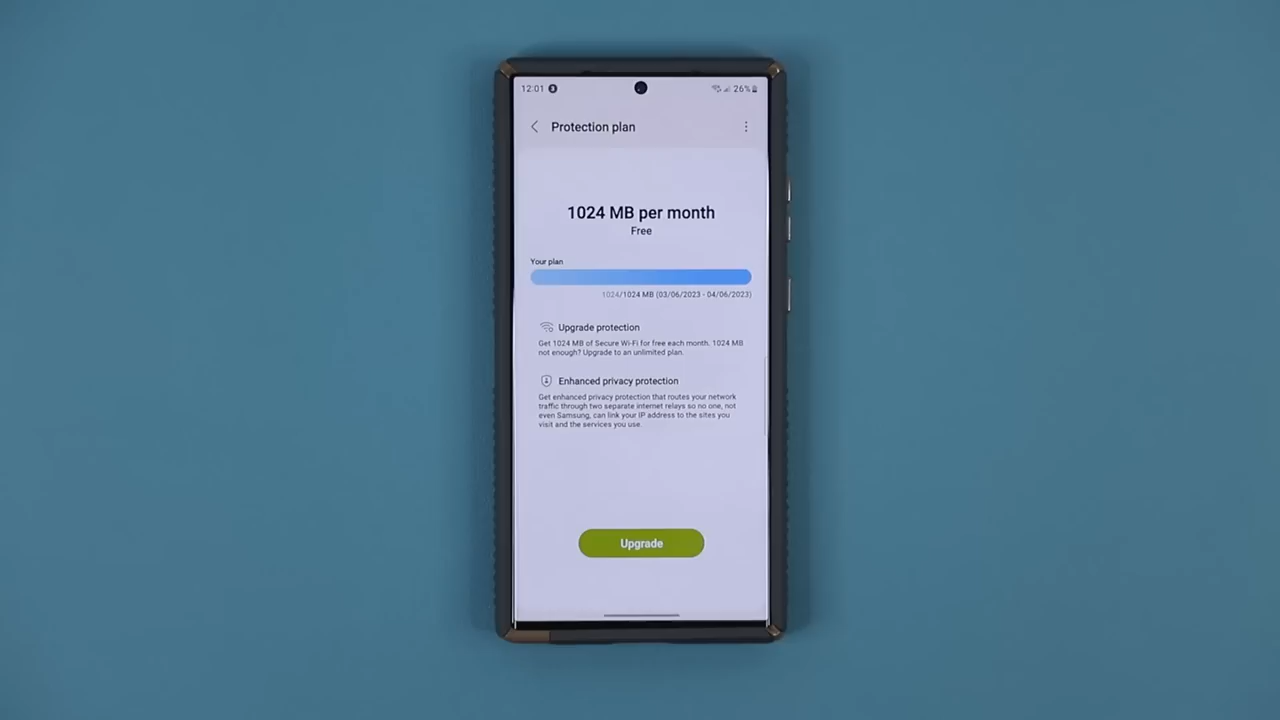 12:01 3 26%
Protection plan
1024 MB per month
Free
Your plan
1024/1024 MB (03/06/2023 - 04/06/2023)
Upgrade protection
Get 1024 MB of Secure Wi-Fi for free each month. 1024 MB
not enough? Upgrade to an unlimited plan.
Enhanced privacy protection
Get enhanced privacy protection that routes your network
traffic through two separate internet relays so no one, not
even Samsung, can link your IP address to the sites you
visit and the services you use.
Upgrade